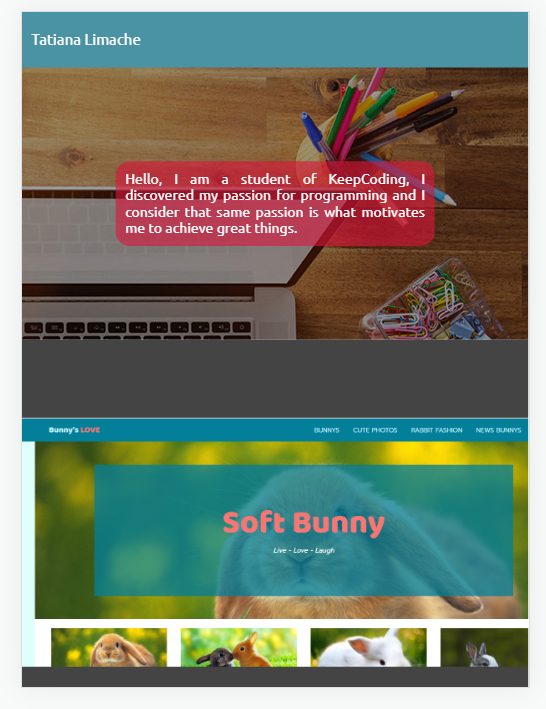 Tatiana Limache
Hello, I am a student of KeepCoding, I
discovered my passion for programming and I
consider that same passion is what motivates
me to achieve great things.
Bunny's LOVE
BUNNYS CUTE PHOTOS RABBIT FASHION NEWS BUNNYS
Soft Bunny
Live - Love - Laugh